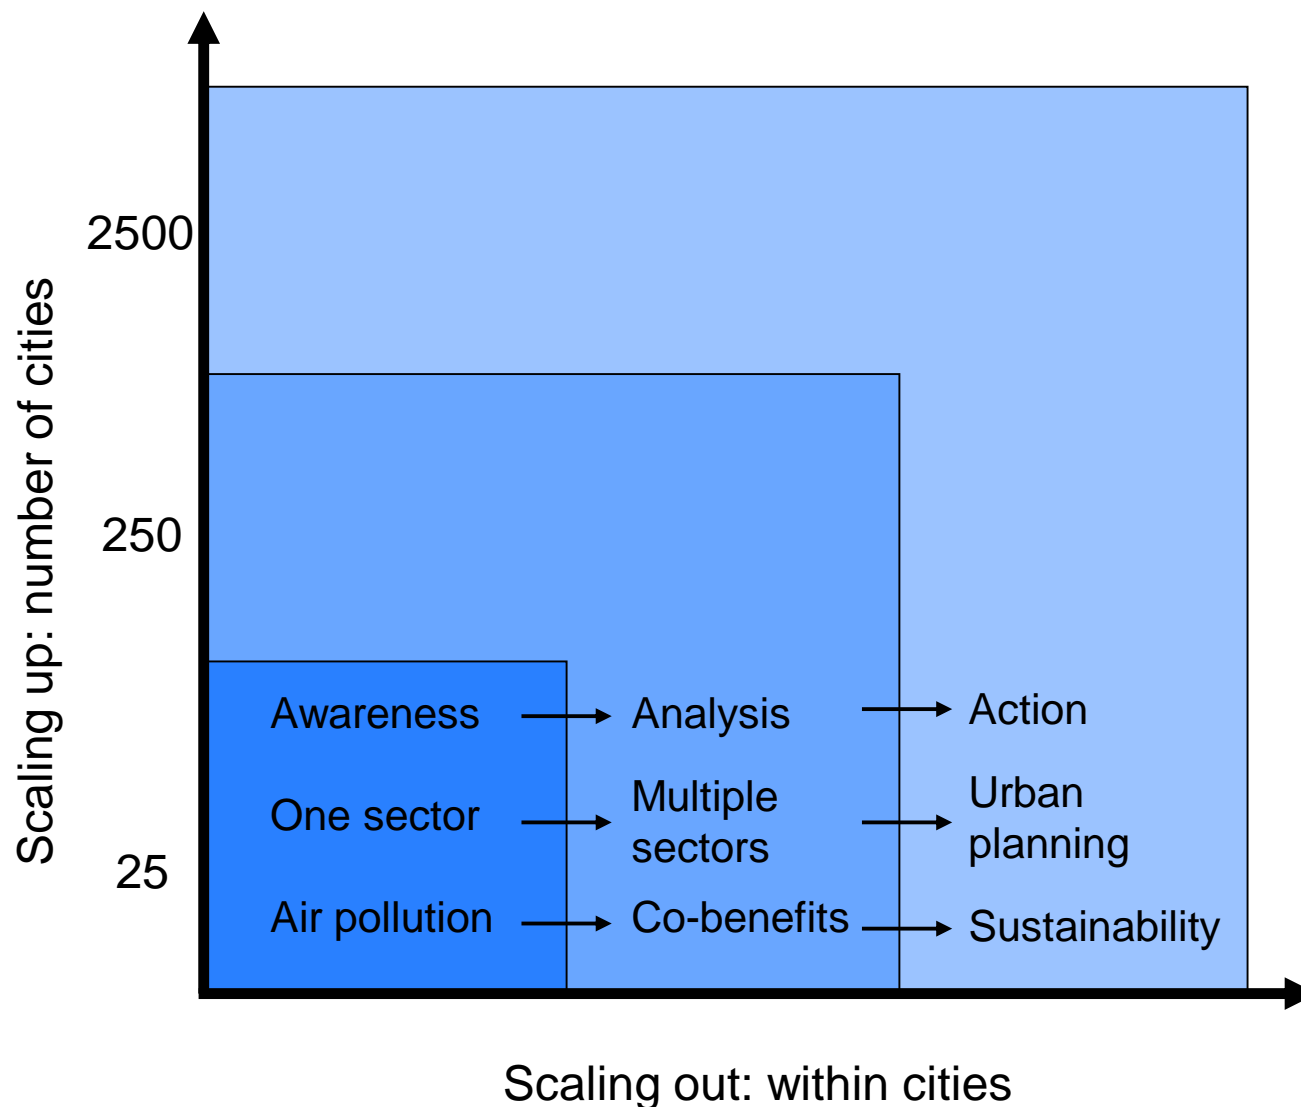 Scaling up: number of cities
2500
250
25
Awareness
Analysis
Action
One sector
Multiple
sectors
Urban
planning
Air pollution
Co-benefits
Sustainability
Scaling out: within cities